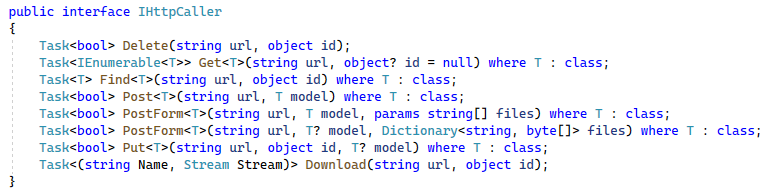 public interface IHttpCaller
{
    Task<bool> Delete(string url, object id);
    Task<IEnumerable<T>> Get<T>(string url, object? id = null) where T : class;
    Task<T> Find<T>(string url, object id) where T : class;
    Task<bool> Post<T>(string url, T model) where T : class;
    Task<bool> PostForm<T>(string url, T model, params string[] files) where T : class;
    Task<bool> PostForm<T>(string url, T? model, Dictionary<string, byte[]> files) where T : class;
    Task<bool> Put<T>(string url, object id, T? model) where T : class;
    Task<(string Name, Stream Stream)> Download(string url, object id);
}